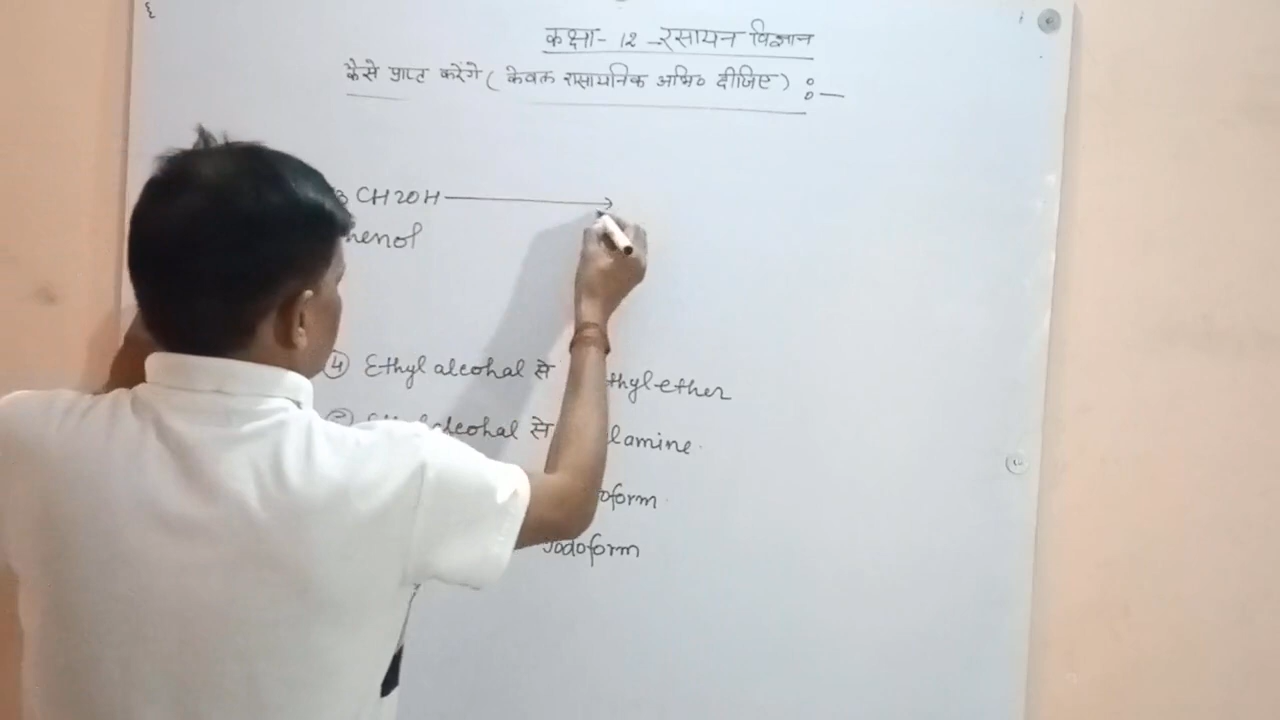 कक्षा- 12 -रसायन विज्ञान
कैसे प्राप्त करेंगे ( केवल रासायनिक अभि० दीजिए ) :—
CH2OH ⟶
henol
④ Ethyl alcohal से thyl-ether
alcohal से lamine.
oform
Iodoform